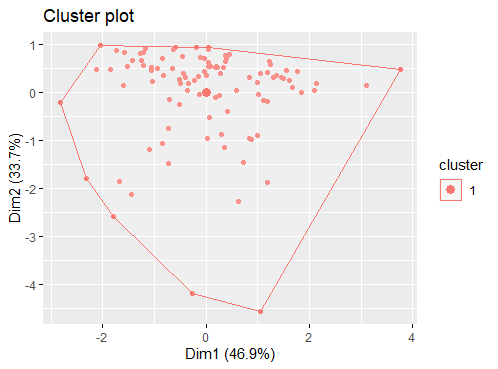 Cluster plot
1
0
-1
-2
-3
-4
Dim2 (33.7%)
-2
0
2
4
Dim1 (46.9%)
cluster
1